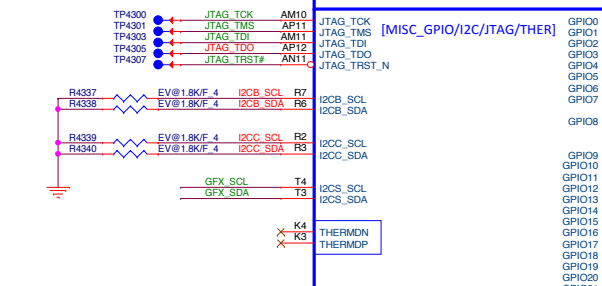 TP4300 JTAG_TCK AM10 JTAG_TCK [MISC_GPIO/I2C/JTAG/THER] GPIO0
TP4301 JTAG_TMS AP11 JTAG_TMS GPIO1
TP4303 JTAG_TDI AM11 JTAG_TDI GPIO2
TP4305 JTAG_TDO AP12 JTAG_TDO GPIO3
TP4307 JTAG_TRST# AN11 JTAG_TRST_N GPIO4
GPIO5
GPIO6
R4337 EV@1.8K/F_4 I2CB_SCL R7 I2CB_SCL GPIO7
R4338 EV@1.8K/F_4 I2CB_SDA R6 I2CB_SDA
GPIO8
R4339 EV@1.8K/F_4 I2CC_SCL R2 I2CC_SCL
R4340 EV@1.8K/F_4 I2CC_SDA R3 I2CC_SDA GPIO9
GPIO10
GPIO11
GFX_SCL T4 I2CS_SCL GPIO12
GFX_SDA T3 I2CS_SDA GPIO13
GPIO14
GPIO15
K4 THERMDN GPIO16
K3 THERMDP GPIO17
GPIO18
GPIO19
GPIO20